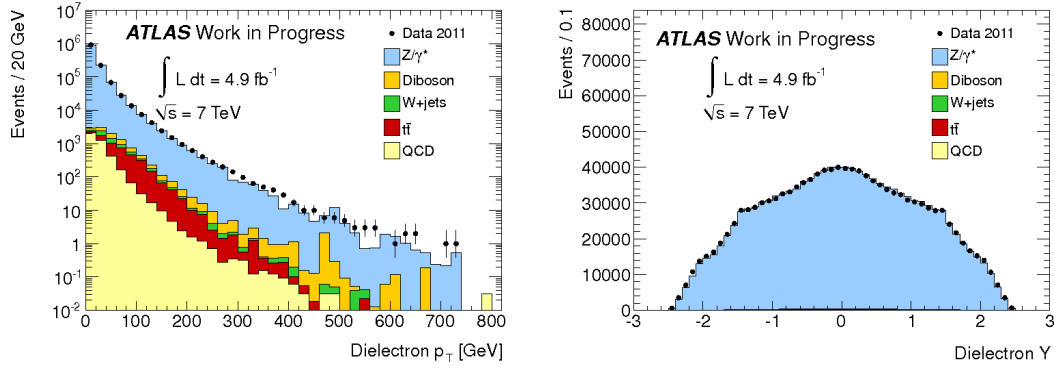 Events / 20 GeV
10⁷
10⁶
10⁵
10⁴
10³
10²
10
1
10⁻¹
10⁻²
ATLAS Work in Progress
∫ L dt = 4.9 fb⁻¹
√s = 7 TeV
Data 2011
Z/γ*
Diboson
W+jets
tt̄
QCD
0 100 200 300 400 500 600 700 800
Dielectron p_T [GeV]
Events / 0.1
80000
70000
60000
50000
40000
30000
20000
10000
0
ATLAS Work in Progress
∫ L dt = 4.9 fb⁻¹
√s = 7 TeV
Data 2011
Z/γ*
Diboson
W+jets
tt̄
QCD
-3 -2 -1 0 1 2 3
Dielectron Y